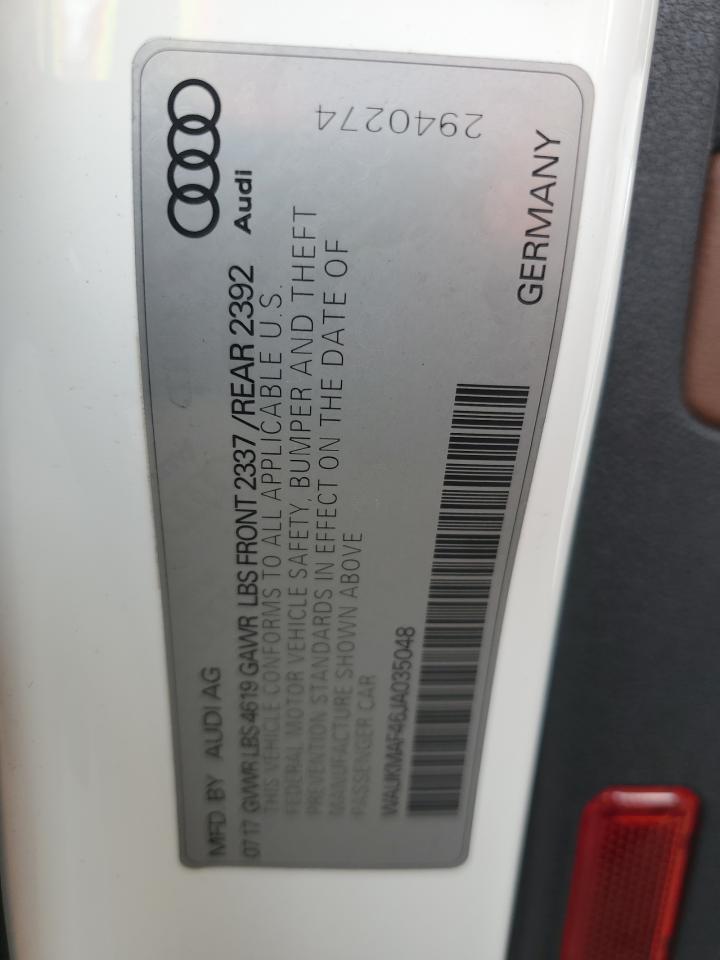 Audi
MFD BY AUDI AG
07 17 GVWR LBS 4619 GAWR LBS FRONT 2337 / REAR 2392
THIS VEHICLE CONFORMS TO ALL APPLICABLE U.S.
FEDERAL MOTOR VEHICLE SAFETY, BUMPER AND THEFT
PREVENTION STANDARDS IN EFFECT ON THE DATE OF
MANUFACTURE SHOWN ABOVE
PASSENGER CAR
WAUKMAF46JA035048
GERMANY
2940274